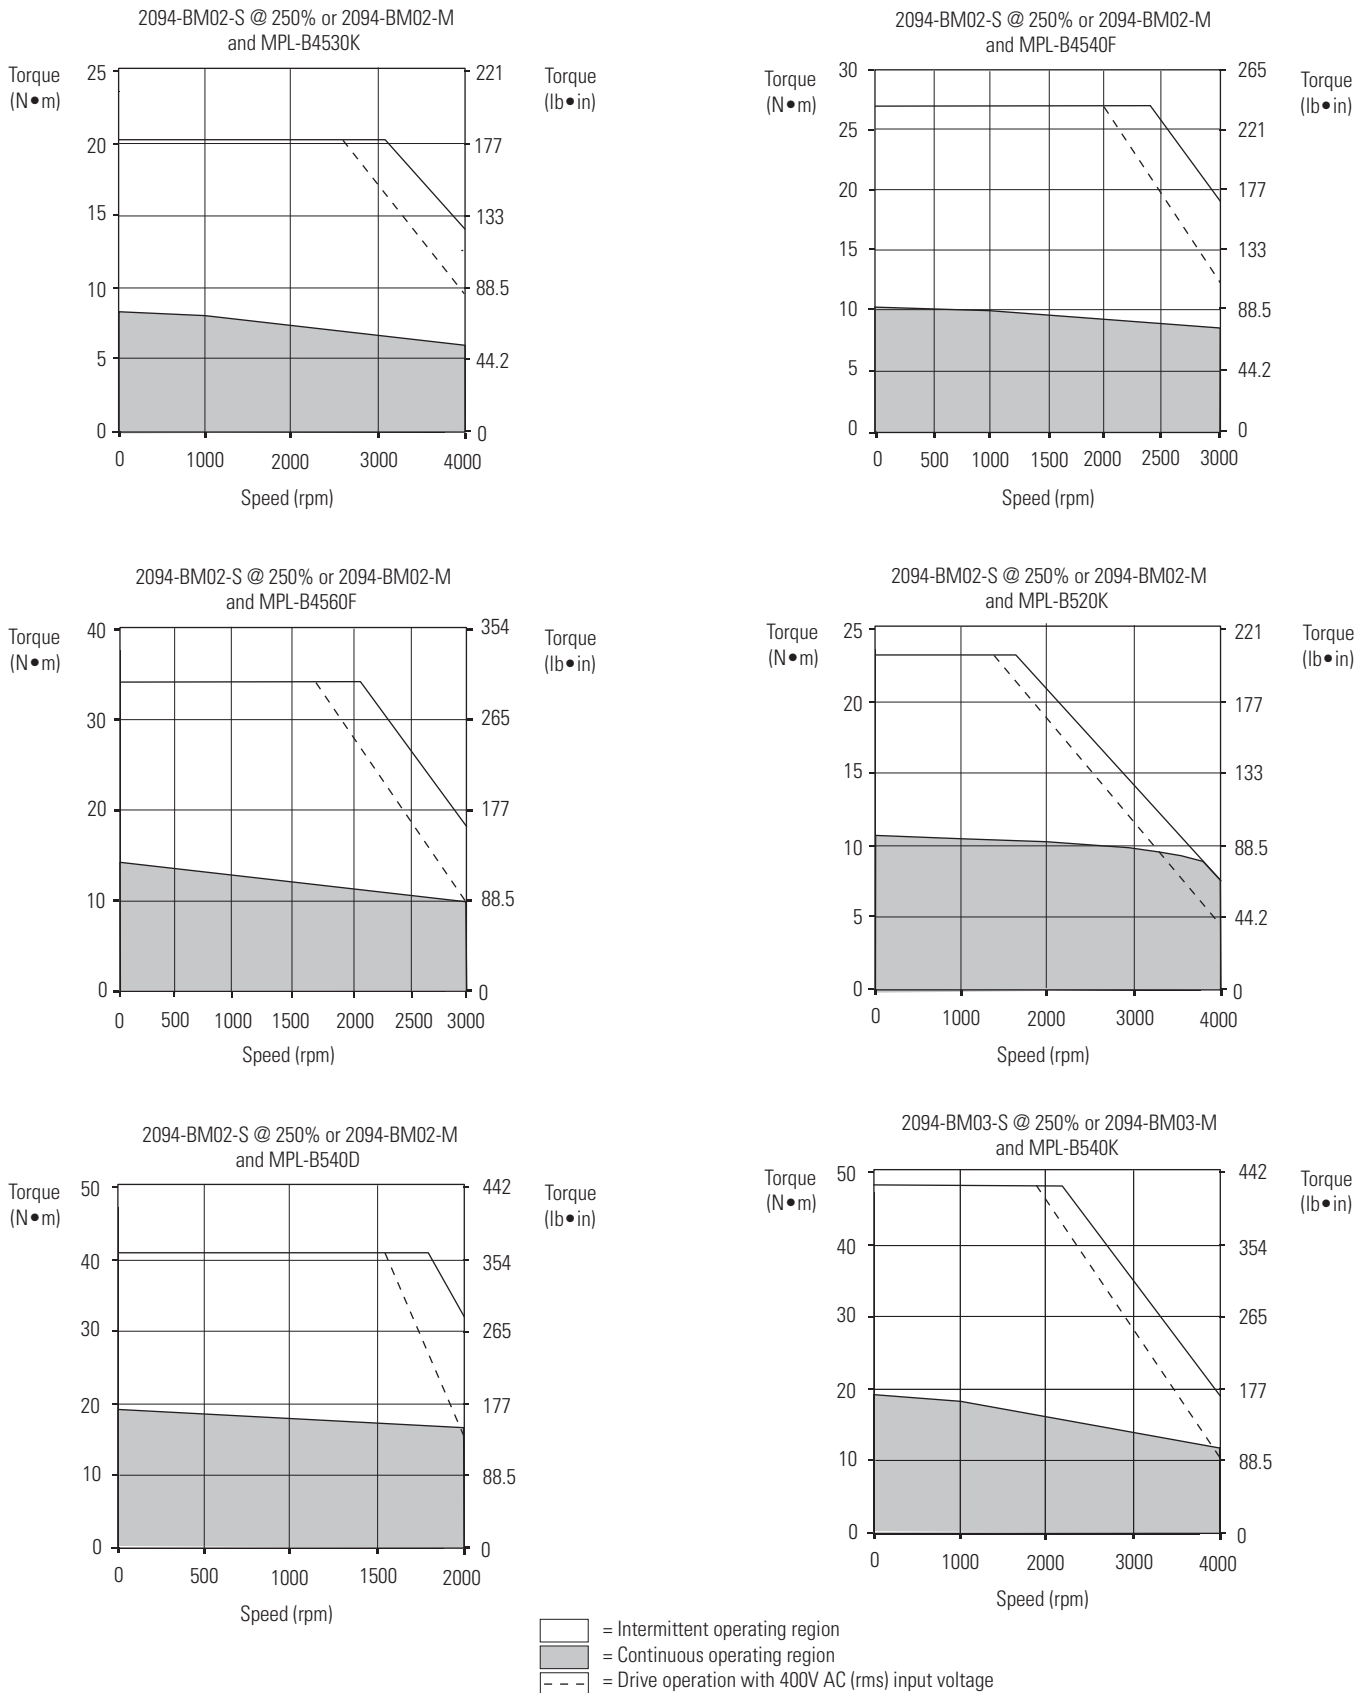 2094-BM02-S @ 250% or 2094-BM02-M
and MPL-B4530K
Torque
(N•m)
25
20
15
10
5
0
221
177
133
88.5
44.2
0
Torque
(lb•in)
0 1000 2000 3000 4000
Speed (rpm)
2094-BM02-S @ 250% or 2094-BM02-M
and MPL-B4540F
Torque
(N•m)
30
25
20
15
10
5
0
265
221
177
133
88.5
44.2
0
Torque
(lb•in)
0 500 1000 1500 2000 2500 3000
Speed (rpm)
2094-BM02-S @ 250% or 2094-BM02-M
and MPL-B4560F
Torque
(N•m)
40
30
20
10
0
354
265
177
88.5
0
Torque
(lb•in)
0 500 1000 1500 2000 2500 3000
Speed (rpm)
2094-BM02-S @ 250% or 2094-BM02-M
and MPL-B520K
Torque
(N•m)
25
20
15
10
5
0
221
177
133
88.5
44.2
0
Torque
(lb•in)
0 1000 2000 3000 4000
Speed (rpm)
2094-BM02-S @ 250% or 2094-BM02-M
and MPL-B540D
Torque
(N•m)
50
40
30
20
10
0
442
354
265
177
88.5
0
Torque
(lb•in)
0 500 1000 1500 2000
Speed (rpm)
2094-BM03-S @ 250% or 2094-BM03-M
and MPL-B540K
Torque
(N•m)
50
40
30
20
10
0
442
354
265
177
88.5
0
Torque
(lb•in)
0 1000 2000 3000 4000
Speed (rpm)
= Intermittent operating region
= Continuous operating region
= Drive operation with 400V AC (rms) input voltage